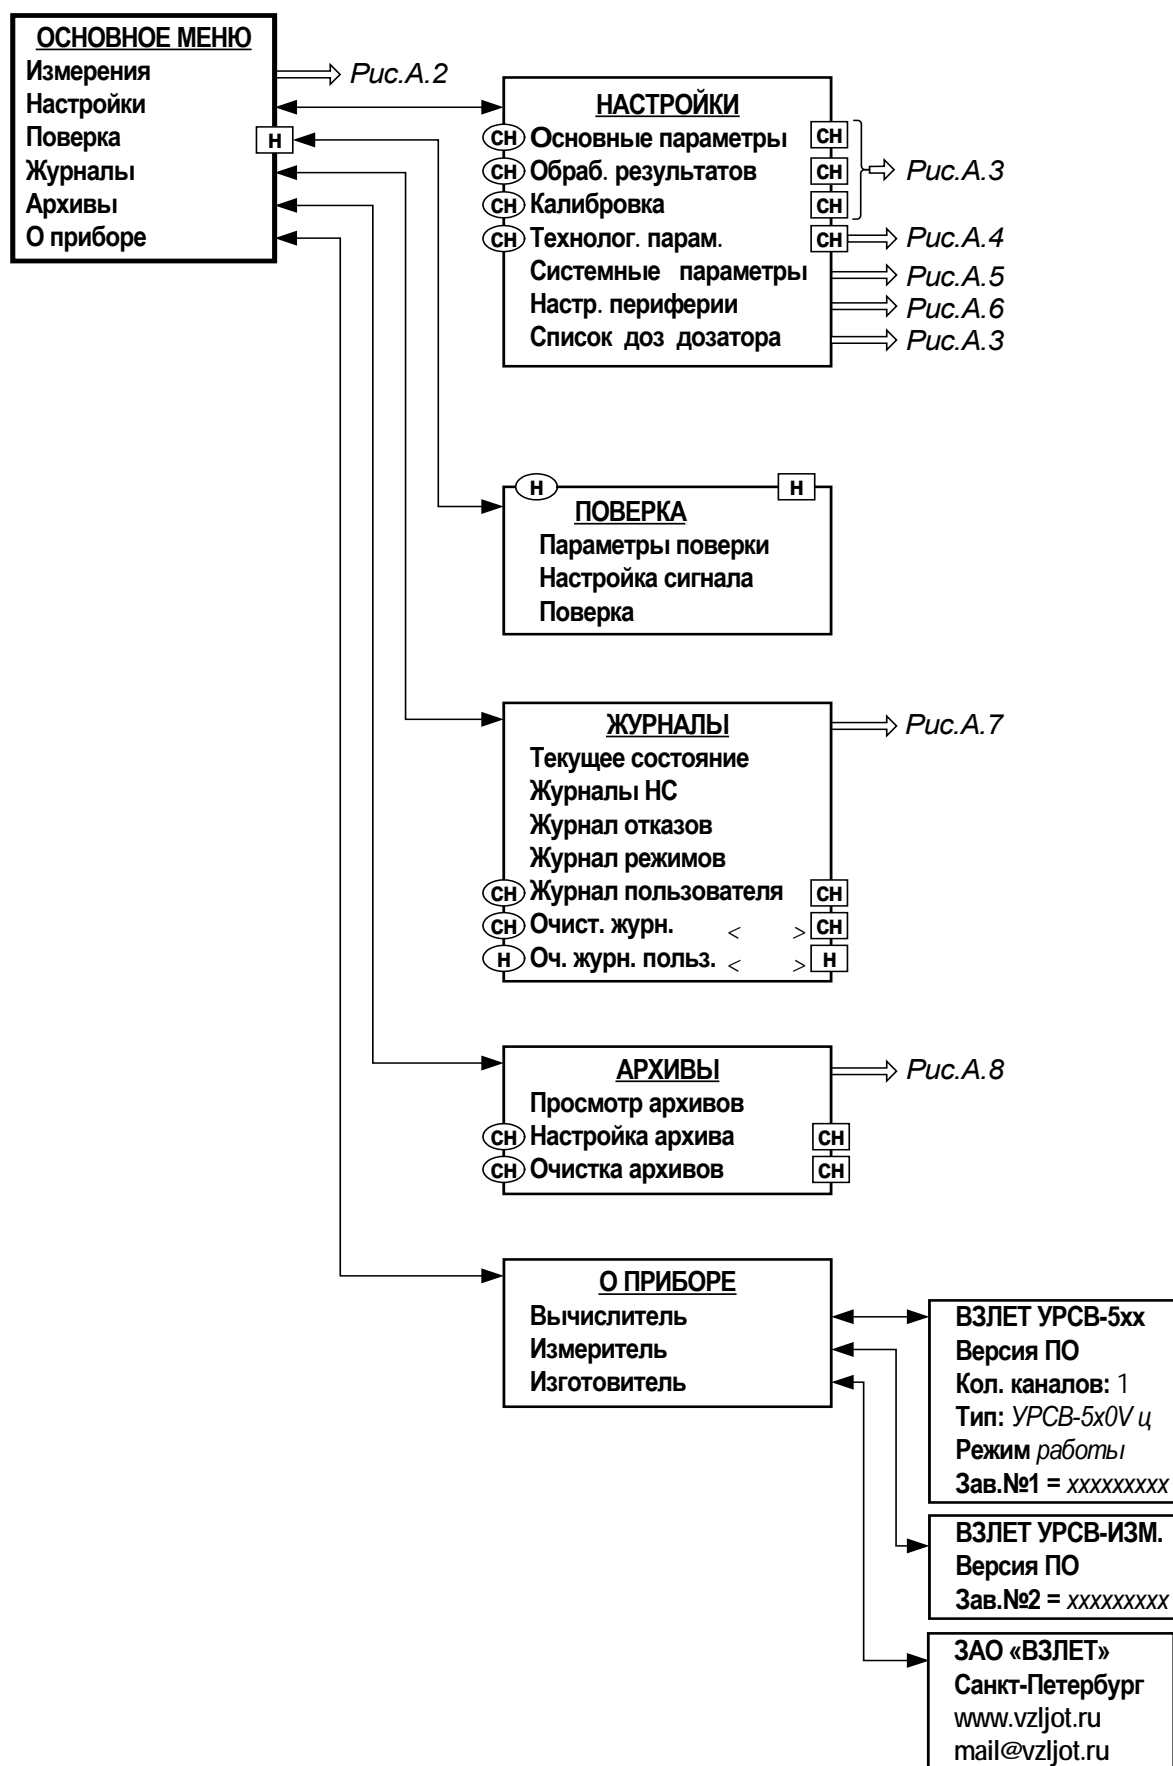 ОСНОВНОЕ МЕНЮ
Измерения
Рис.А.2
Настройки
Поверка
Н
Журналы
Архивы
О приборе
НАСТРОЙКИ
СН Основные параметры СН
СН Обраб. результатов СН Рис.А.3
СН Калибровка СН
СН Технолог. парам. СН Рис.А.4
Системные параметры Рис.А.5
Настр. периферии Рис.А.6
Список доз дозатора Рис.А.3
Н Н
ПОВЕРКА
Параметры поверки
Настройка сигнала
Поверка
ЖУРНАЛЫ Рис.А.7
Текущее состояние
Журналы НС
Журнал отказов
Журнал режимов
СН Журнал пользователя СН
СН Очист. журн. < > СН
Н Оч. журн. польз. < > Н
АРХИВЫ Рис.А.8
Просмотр архивов
СН Настройка архива СН
СН Очистка архивов СН
О ПРИБОРЕ
Вычислитель
Измеритель
Изготовитель
ВЗЛЕТ УРСВ-5хх
Версия ПО
Кол. каналов: 1
Тип: УРСВ-5х0V ц
Режим работы
Зав.№1 = ххххххххх
ВЗЛЕТ УРСВ-ИЗМ.
Версия ПО
Зав.№2 = ххххххххх
ЗАО «ВЗЛЕТ»
Санкт-Петербург
www.vzljot.ru
mail@vzljot.ru